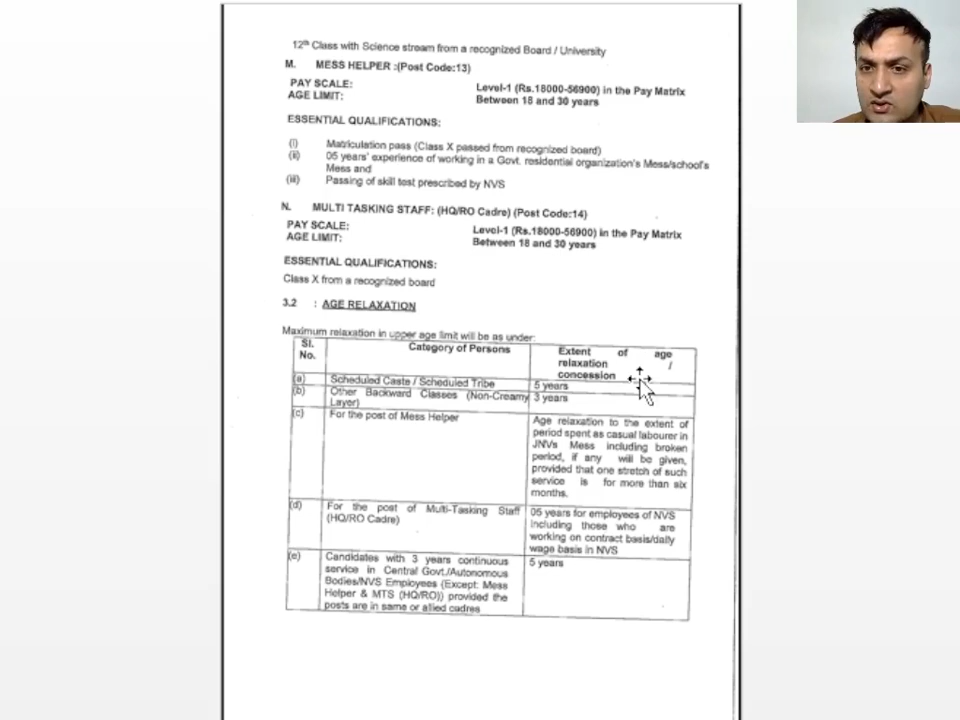 12th Class with Science stream from a recognized Board / University
M. MESS HELPER :(Post Code:13)
PAY SCALE: Level-1 (Rs.18000-56900) in the Pay Matrix
AGE LIMIT: Between 18 and 30 years
ESSENTIAL QUALIFICATIONS:
(i) Matriculation pass (Class X passed from recognized board)
(ii) 05 years' experience of working in a Govt. residential organization's Mess/school's
Mess and
(iii) Passing of skill test prescribed by NVS
N. MULTI TASKING STAFF: (HQ/RO Cadre) (Post Code:14)
PAY SCALE: Level-1 (Rs.18000-56900) in the Pay Matrix
AGE LIMIT: Between 18 and 30 years
ESSENTIAL QUALIFICATIONS:
Class X from a recognized board
3.2 : AGE RELAXATION
Maximum relaxation in upper age limit will be as under:
Sl. No. Category of Persons Extent of age
relaxation /
concession
(a) Scheduled Caste / Scheduled Tribe 5 years
(b) Other Backward Classes (Non-Creamy 3 years
Layer)
(c) For the post of Mess Helper Age relaxation to the extent of
period spent as casual labourer in
JNVs Mess including broken
period, if any will be given,
provided that one stretch of such
service is for more than six
months.
(d) For the post of Multi-Tasking Staff 05 years for employees of NVS
(HQ/RO Cadre) including those who are
working on contract basis/daily
wage basis in NVS
(e) Candidates with 3 years continuous 5 years
service in Central Govt./Autonomous
Bodies/NVS Employees (Except: Mess
Helper & MTS (HQ/RO)) provided the
posts are in same or allied cadres